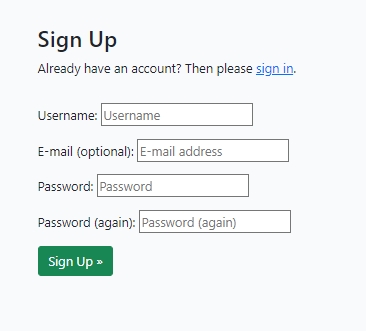 Sign Up
Already have an account? Then please sign in.
Username: Username
E-mail (optional): E-mail address
Password: Password
Password (again): Password (again)
Sign Up »